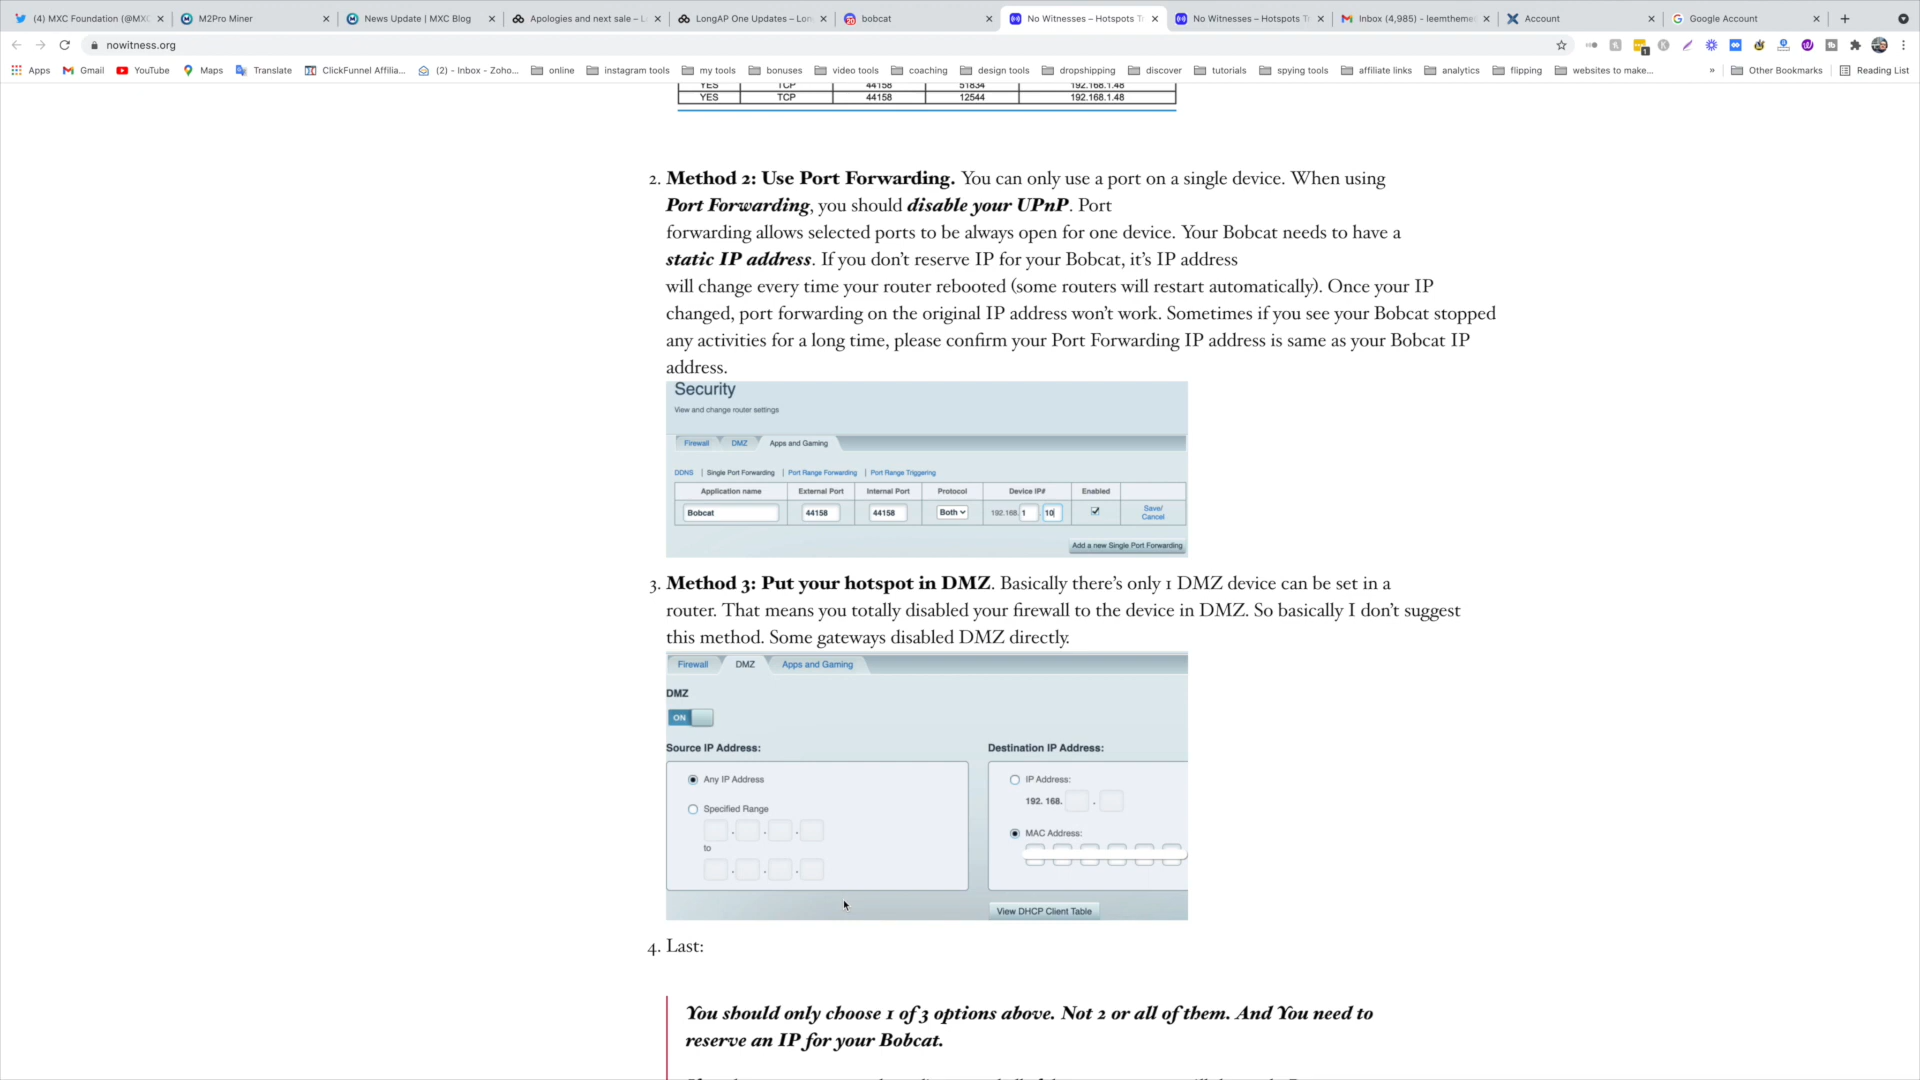 (4) MXC Foundation (@MXC
M2Pro Miner
News Update | MXC Blog
Apologies and next sale – L
LongAP One Updates – Lon
bobcat
No Witnesses – Hotspots T
No Witnesses – Hotspots T
Inbox (4,985) - leemtheme
Account
Google Account
nowitness.org
Apps
Gmail
YouTube
Maps
Translate
ClickFunnel Affilia...
(2) - Inbox - Zoho...
online
instagram tools
my tools
bonuses
video tools
coaching
design tools
dropshipping
discover
tutorials
spying tools
affiliate links
analytics
flipping
websites to make...
»
Other Bookmarks
Reading List
YES TCP 44158 51834 192.168.1.48
YES TCP 44158 12544 192.168.1.48
2. Method 2: Use Port Forwarding. You can only use a port on a single device. When using
Port Forwarding, you should disable your UPnP. Port
forwarding allows selected ports to be always open for one device. Your Bobcat needs to have a
static IP address. If you don't reserve IP for your Bobcat, it's IP address
will change every time your router rebooted (some routers will restart automatically). Once your IP
changed, port forwarding on the original IP address won't work. Sometimes if you see your Bobcat stopped
any activities for a long time, please confirm your Port Forwarding IP address is same as your Bobcat IP
address.
Security
View and change router settings
Firewall DMZ Apps and Gaming
DDNS | Single Port Forwarding | Port Range Forwarding | Port Range Triggering
Application name External Port Internal Port Protocol Device IP# Enabled
Bobcat 44158 44158 Both 192.168. 1 . 10 Save/
Cancel
Add a new Single Port Forwarding
3. Method 3: Put your hotspot in DMZ. Basically there's only 1 DMZ device can be set in a
router. That means you totally disabled your firewall to the device in DMZ. So basically I don't suggest
this method. Some gateways disabled DMZ directly.
Firewall DMZ Apps and Gaming
DMZ
ON
Source IP Address: Destination IP Address:
Any IP Address IP Address:
192. 168. .
Specified Range
. . .
MAC Address:
to
. . .
View DHCP Client Table
4. Last:
You should only choose 1 of 3 options above. Not 2 or all of them. And You need to
reserve an IP for your Bobcat.